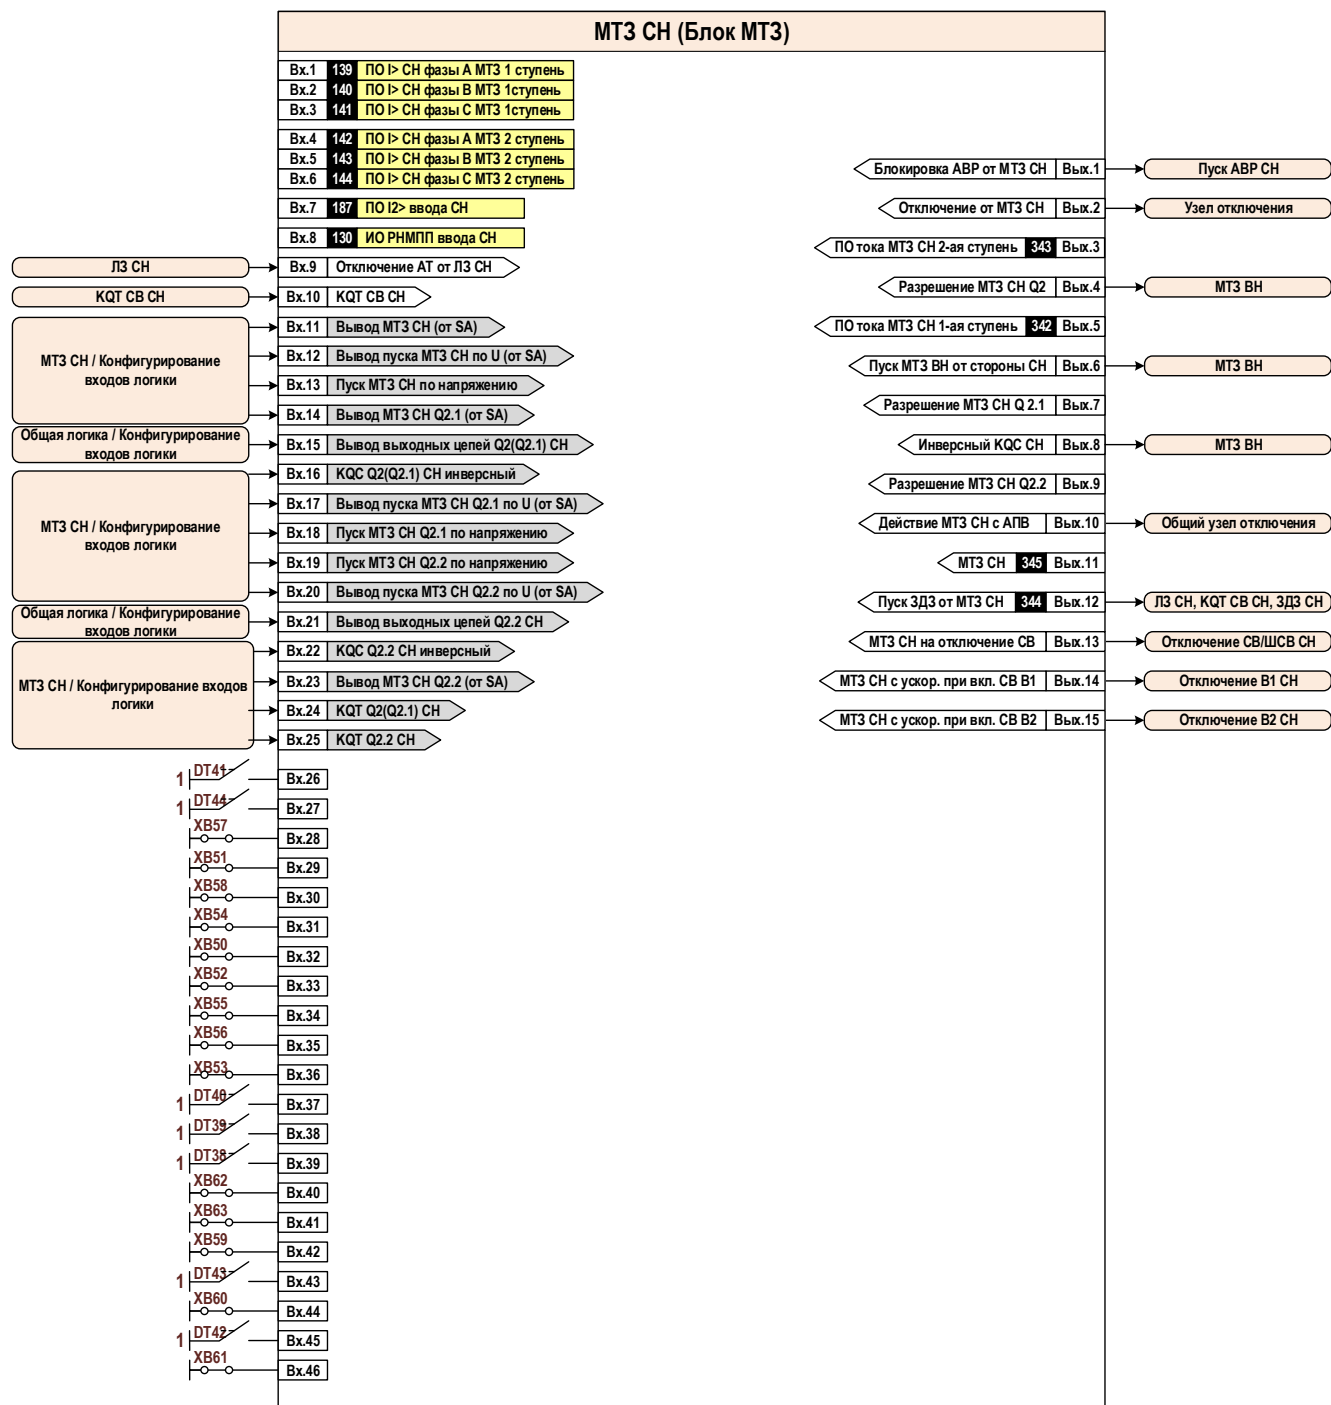 МТЗ СН (Блок МТЗ)
Вх.1 139 ПО I> СН фазы А МТЗ 1 ступень
Вх.2 140 ПО I> СН фазы В МТЗ 1ступень
Вх.3 141 ПО I> СН фазы С МТЗ 1ступень
Вх.4 142 ПО I> СН фазы А МТЗ 2 ступень
Вх.5 143 ПО I> СН фазы В МТЗ 2 ступень
Вх.6 144 ПО I> СН фазы С МТЗ 2 ступень
Вх.7 187 ПО I2> ввода СН
Вх.8 130 ИО РНМПП ввода СН
ЛЗ СН
Вх.9 Отключение АТ от ЛЗ СН
KQT СВ СН
Вх.10 KQT СВ СН
МТЗ СН / Конфигурирование
входов логики
Вх.11 Вывод МТЗ СН (от SA)
Вх.12 Вывод пуска МТЗ СН по U (от SA)
Вх.13 Пуск МТЗ СН по напряжению
Вх.14 Вывод МТЗ СН Q2.1 (от SA)
Общая логика / Конфигурирование
входов логики
Вх.15 Вывод выходных цепей Q2(Q2.1) СН
МТЗ СН / Конфигурирование
входов логики
Вх.16 KQC Q2(Q2.1) СН инверсный
Вх.17 Вывод пуска МТЗ СН Q2.1 по U (от SA)
Вх.18 Пуск МТЗ СН Q2.1 по напряжению
Вх.19 Пуск МТЗ СН Q2.2 по напряжению
Вх.20 Вывод пуска МТЗ СН Q2.2 по U (от SA)
Общая логика / Конфигурирование
входов логики
Вх.21 Вывод выходных цепей Q2.2 СН
МТЗ СН / Конфигурирование входов
логики
Вх.22 KQC Q2.2 СН инверсный
Вх.23 Вывод МТЗ СН Q2.2 (от SA)
Вх.24 KQT Q2(Q2.1) СН
Вх.25 KQT Q2.2 СН
1 DT41 Вх.26
1 DT44 Вх.27
XB57 Вх.28
XB51 Вх.29
XB58 Вх.30
XB54 Вх.31
XB50 Вх.32
XB52 Вх.33
XB55 Вх.34
XB56 Вх.35
XB53 Вх.36
1 DT40 Вх.37
1 DT39 Вх.38
1 DT38 Вх.39
XB62 Вх.40
XB63 Вх.41
XB59 Вх.42
1 DT43 Вх.43
XB60 Вх.44
1 DT42 Вх.45
XB61 Вх.46
Блокировка АВР от МТЗ СН Вых.1 Пуск АВР СН
Отключение от МТЗ СН Вых.2 Узел отключения
ПО тока МТЗ СН 2-ая ступень 343 Вых.3
Разрешение МТЗ СН Q2 Вых.4 МТЗ ВН
ПО тока МТЗ СН 1-ая ступень 342 Вых.5
Пуск МТЗ ВН от стороны СН Вых.6 МТЗ ВН
Разрешение МТЗ СН Q 2.1 Вых.7
Инверсный KQC СН Вых.8 МТЗ ВН
Разрешение МТЗ СН Q2.2 Вых.9
Действие МТЗ СН с АПВ Вых.10 Общий узел отключения
МТЗ СН 345 Вых.11
Пуск ЗДЗ от МТЗ СН 344 Вых.12 ЛЗ СН, KQT СВ СН, ЗДЗ СН
МТЗ СН на отключение СВ Вых.13 Отключение СВ/ШСВ СН
МТЗ СН с ускор. при вкл. СВ В1 Вых.14 Отключение В1 СН
МТЗ СН с ускор. при вкл. СВ В2 Вых.15 Отключение В2 СН